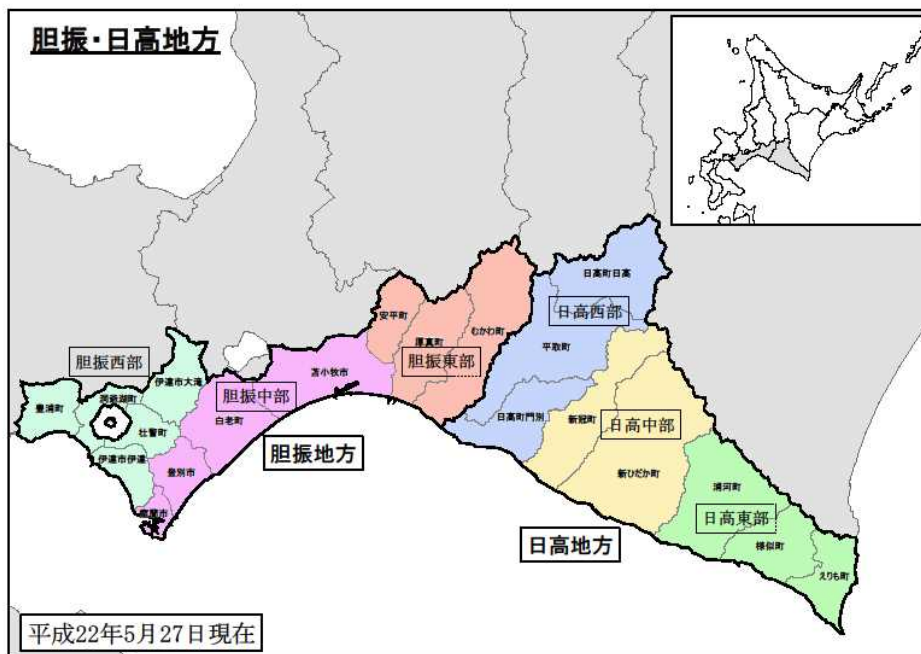 胆振・日高地方
日高町日高
安平町
日高西部
むかわ町
厚真町
平取町
胆振西部
胆振東部
伊達市大滝
苫小牧市
洞爺湖町
胆振中部
豊浦町
白老町
日高町門別
新冠町
日高中部
壮瞥町
胆振地方
伊達市伊達
登別市
新ひだか町
浦河町
室蘭市
日高東部
日高地方
様似町
えりも町
平成22年5月27日現在